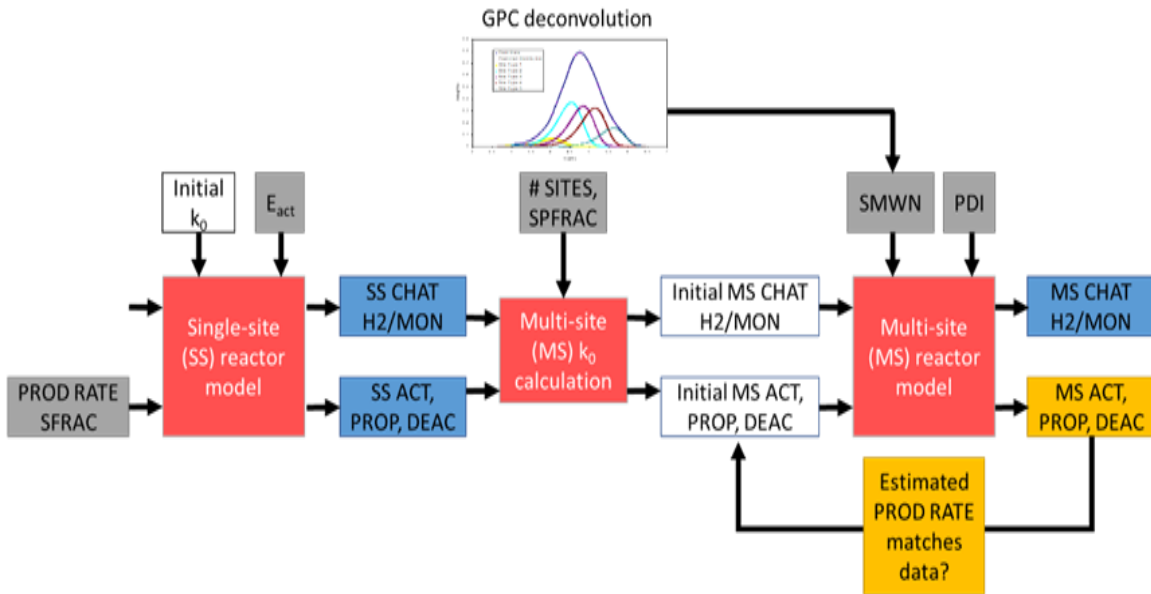 GPC deconvolution
Initial
k0
Eact
# SITES,
SPFRAC
SMWN
PDI
Single-site
(SS) reactor
model
SS CHAT
H2/MON
Multi-site
(MS) k0
calculation
Initial MS CHAT
H2/MON
Multi-site
(MS) reactor
model
MS CHAT
H2/MON
PROD RATE
SFRAC
SS ACT,
PROP, DEAC
Initial MS ACT,
PROP, DEAC
MS ACT,
PROP, DEAC
Estimated
PROD RATE
matches
data?